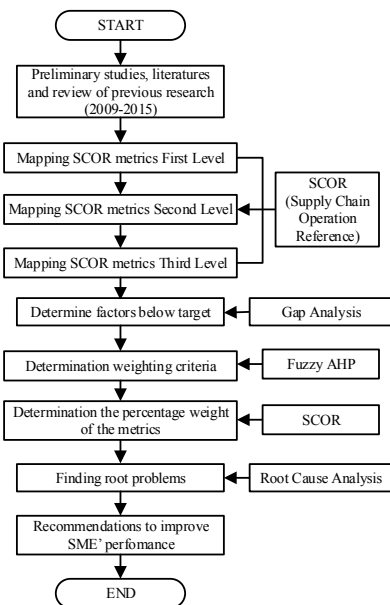 START
Preliminary studies, literatures
and review of previous research
(2009-2015)
Mapping SCOR metrics First Level
Mapping SCOR metrics Second Level
SCOR
(Supply Chain
Operation
Reference)
Mapping SCOR metrics Third Level
Determine factors below target
Gap Analysis
Determination weighting criteria
Fuzzy AHP
Determination the percentage weight
of the metrics
SCOR
Finding root problems
Root Cause Analysis
Recommendations to improve
SME' perfomance
END